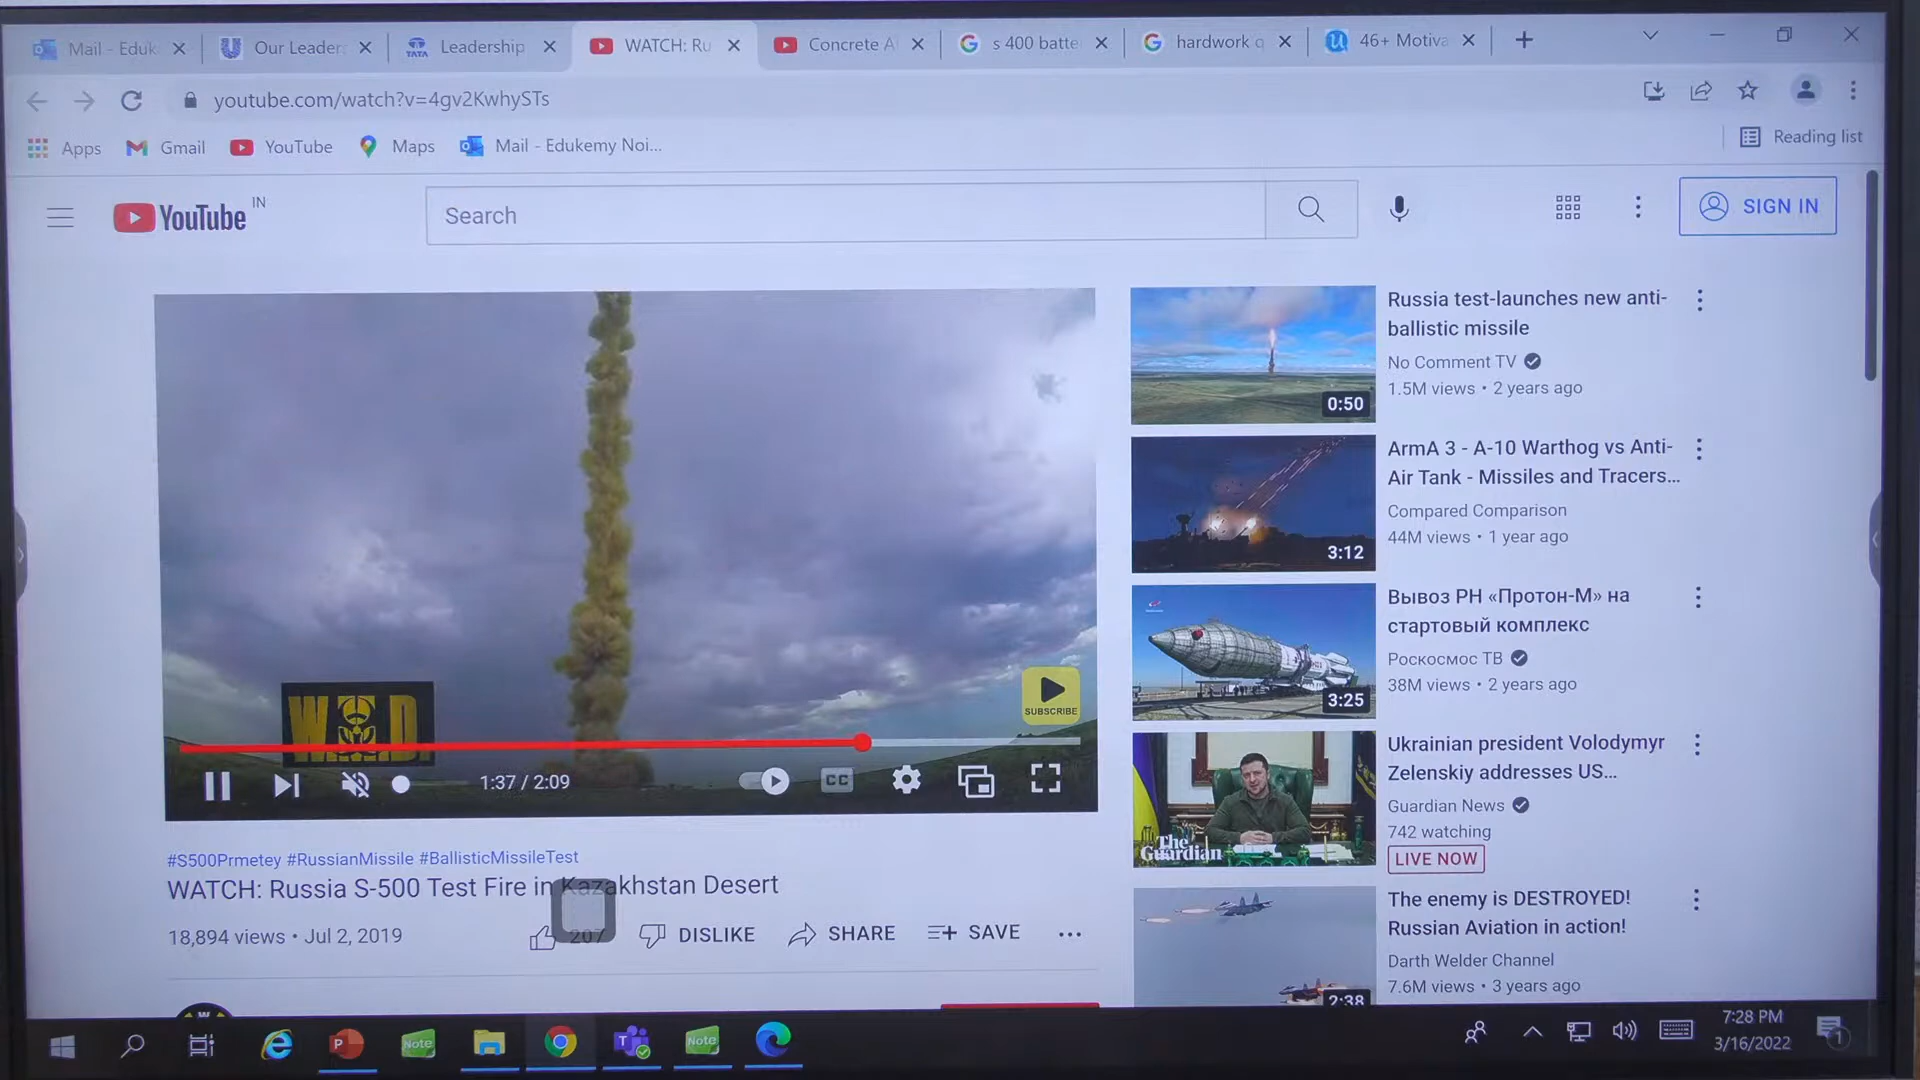 Mail - Eduk
Our Leader
Leadership
WATCH: Ru
Concrete A
s 400 batte
hardwork q
46+ Motiva
youtube.com/watch?v=4gv2KwhySTs
Apps
Gmail
YouTube
Maps
Mail - Edukemy Noi...
Reading list
YouTube IN
Search
SIGN IN
W.M.D.
SUBSCRIBE
1:37 / 2:09
CC
#S500Prmetey #RussianMissile #BallisticMissileTest
WATCH: Russia S-500 Test Fire in Kazakhstan Desert
18,894 views • Jul 2, 2019
207
DISLIKE
SHARE
SAVE
0:50
Russia test-launches new anti-
ballistic missile
No Comment TV
1.5M views • 2 years ago
3:12
ArmA 3 - A-10 Warthog vs Anti-
Air Tank - Missiles and Tracers...
Compared Comparison
44M views • 1 year ago
3:25
Вывоз РН «Протон-М» на
стартовый комплекс
Роскосмос ТВ
38M views • 2 years ago
The
Guardian
Ukrainian president Volodymyr
Zelenskiy addresses US...
Guardian News
742 watching
LIVE NOW
2:38
The enemy is DESTROYED!
Russian Aviation in action!
Darth Welder Channel
7.6M views • 3 years ago
TATA
Note
Note
7:28 PM
3/16/2022
1